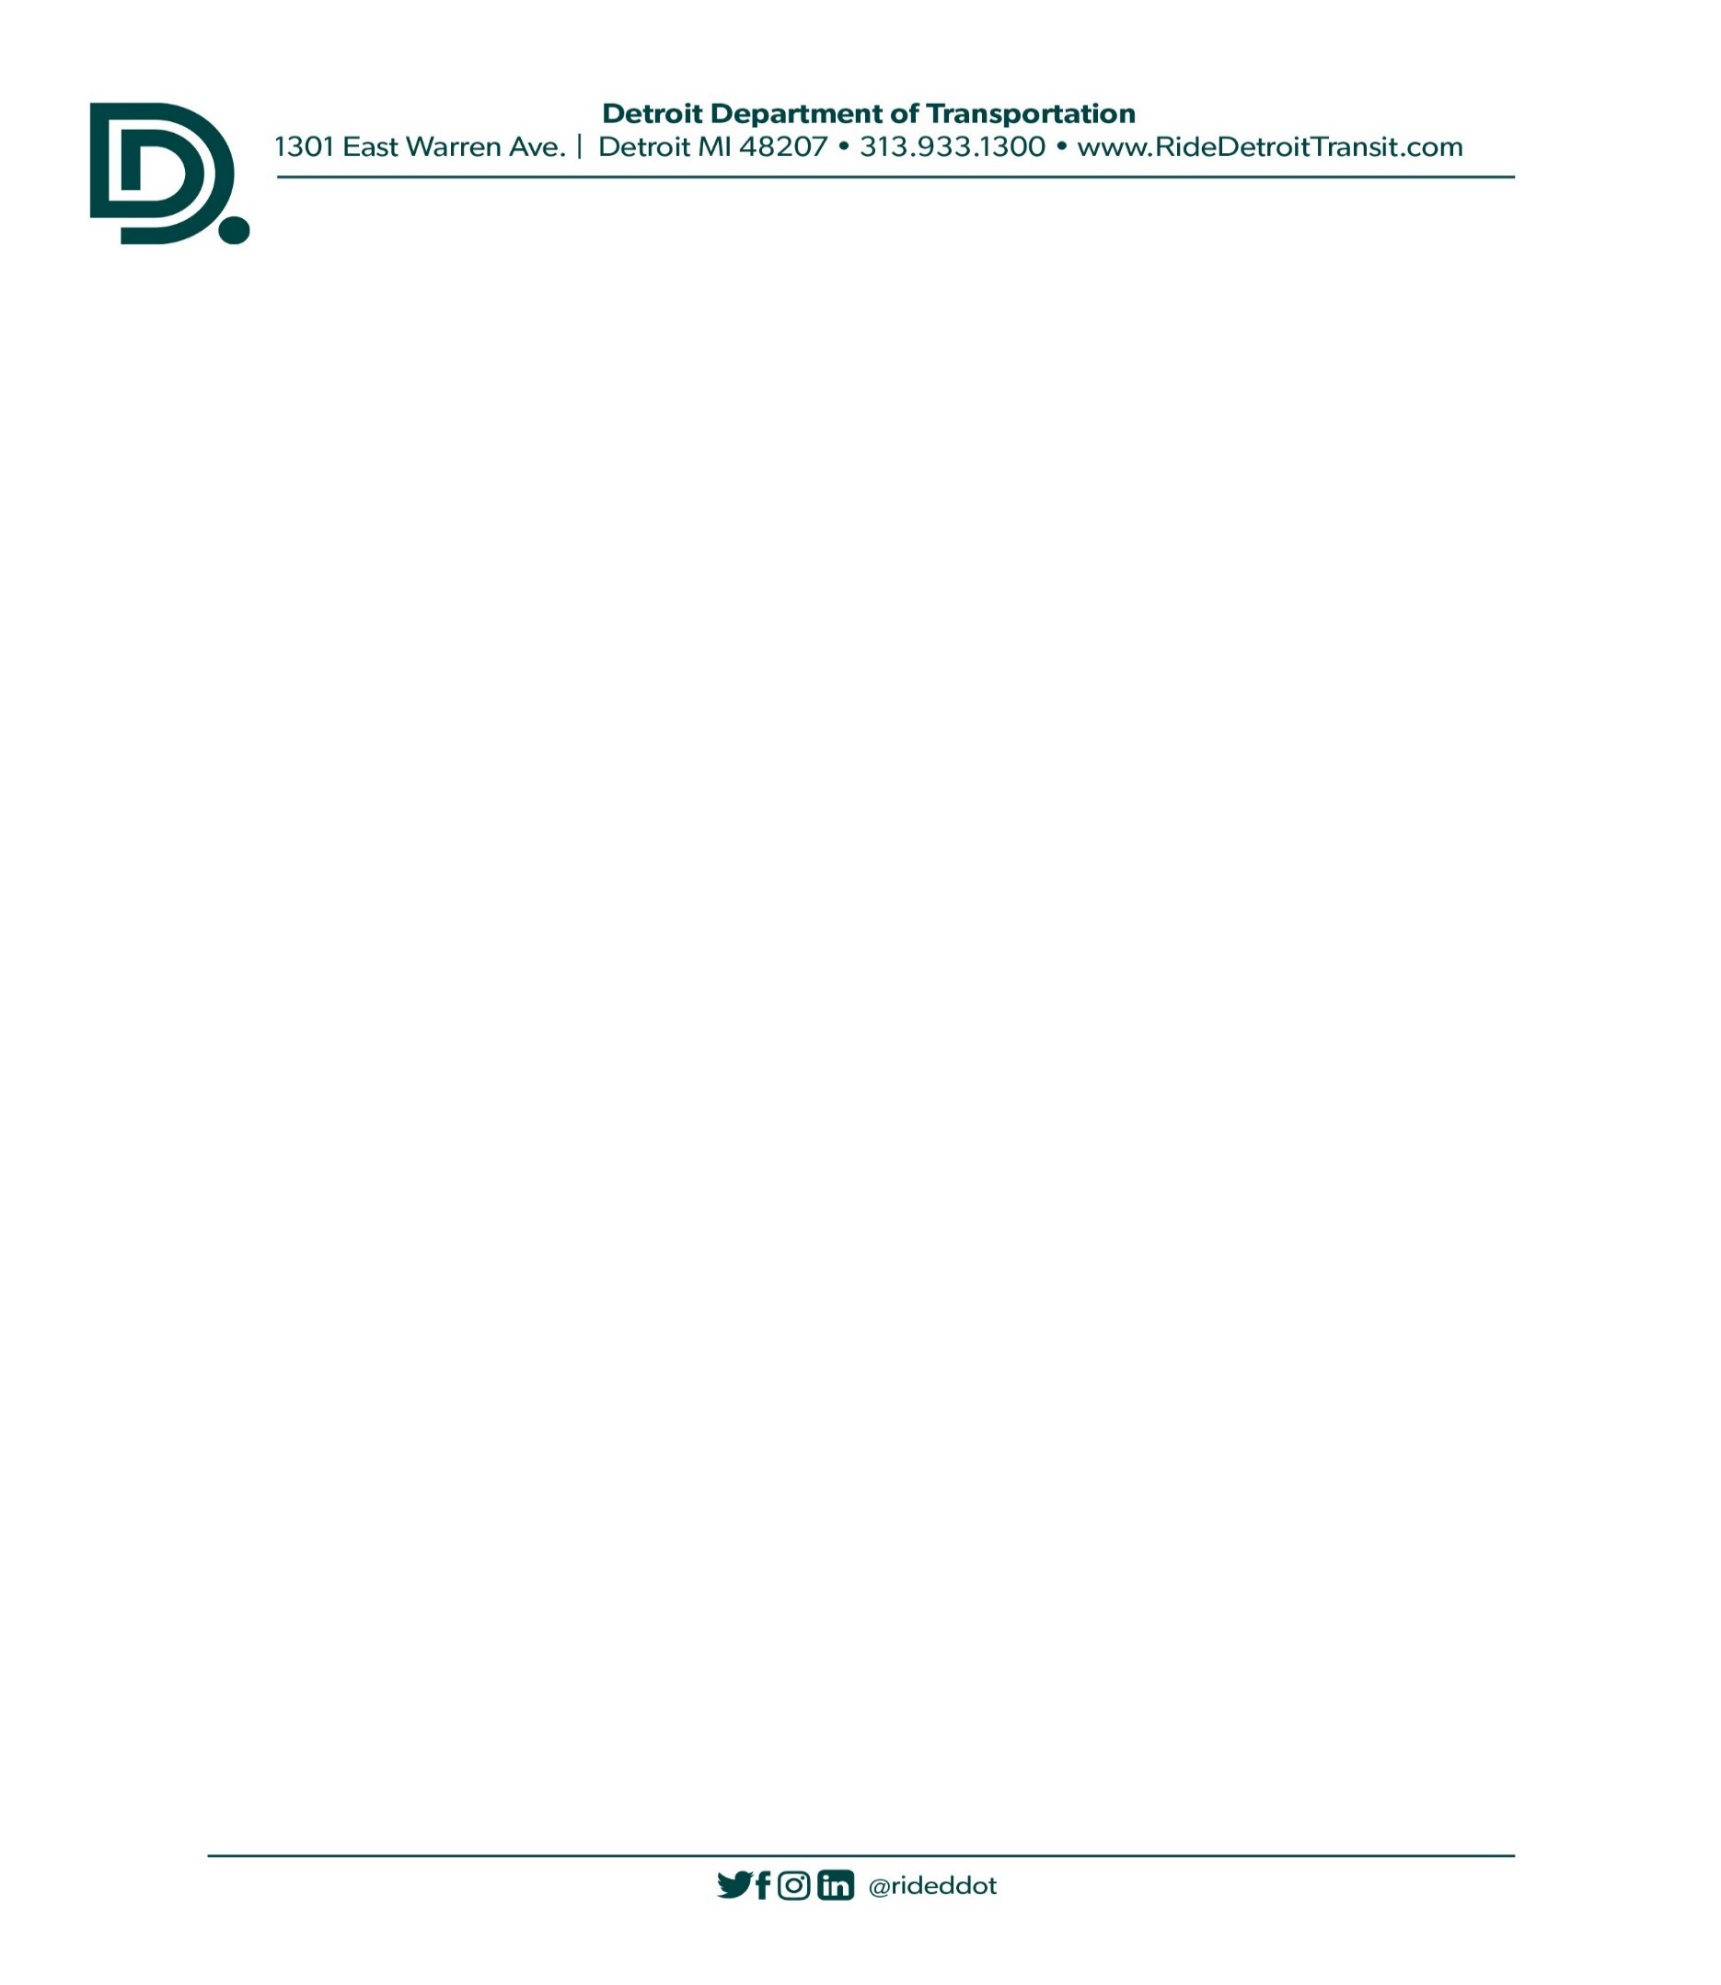 Detroit Department of Transportation
1301 East Warren Ave. | Detroit MI 48207 • 313.933.1300 • www.RideDetroitTransit.com
@rideddot